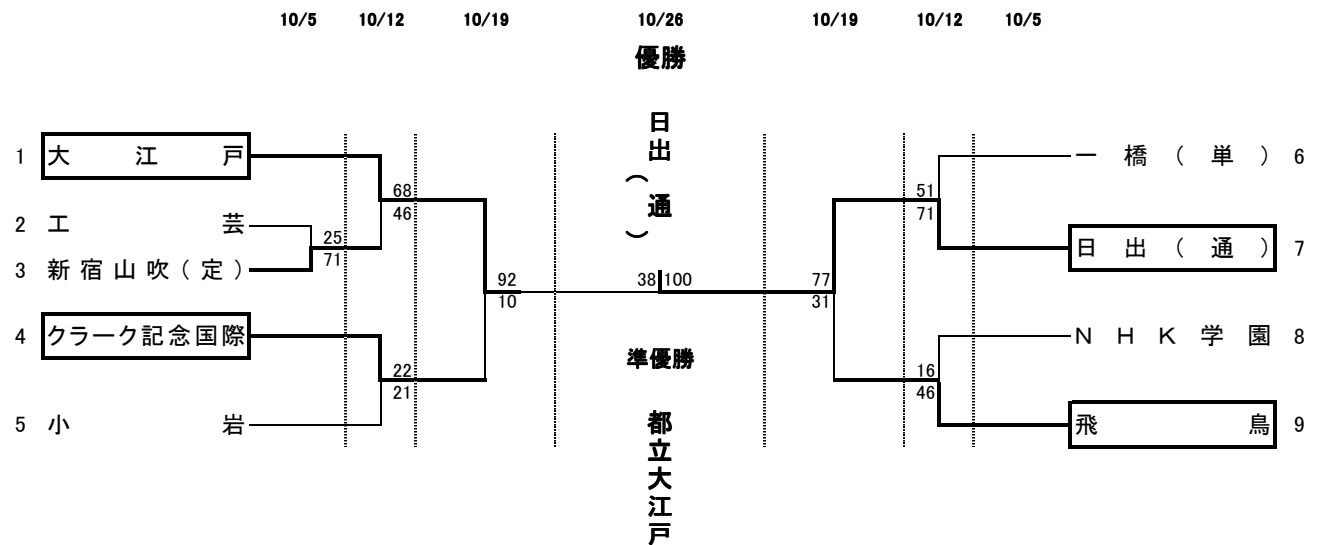 10/5 10/12 10/19 10/26 10/19 10/12 10/5
優勝
日出（通）
1 大江戸
一橋（単） 6
68
46
51
71
2 工芸
25
71
日出（通） 7
3 新宿山吹(定)
92
10
38 100
77
31
4 クラーク記念国際
NHK学園 8
準優勝
22
21
16
46
5 小岩
飛鳥 9
都立大江戸